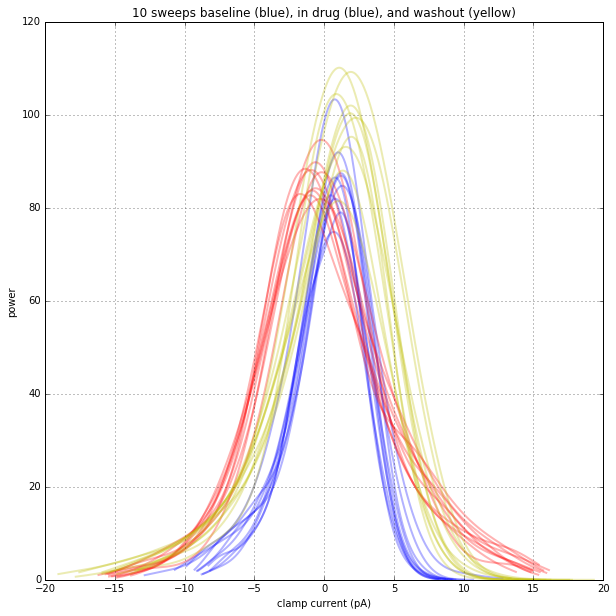 10 sweeps baseline (blue), in drug (blue), and washout (yellow)
120
100
80
60
40
20
0
power
−20 −15 −10 −5 0 5 10 15 20
clamp current (pA)